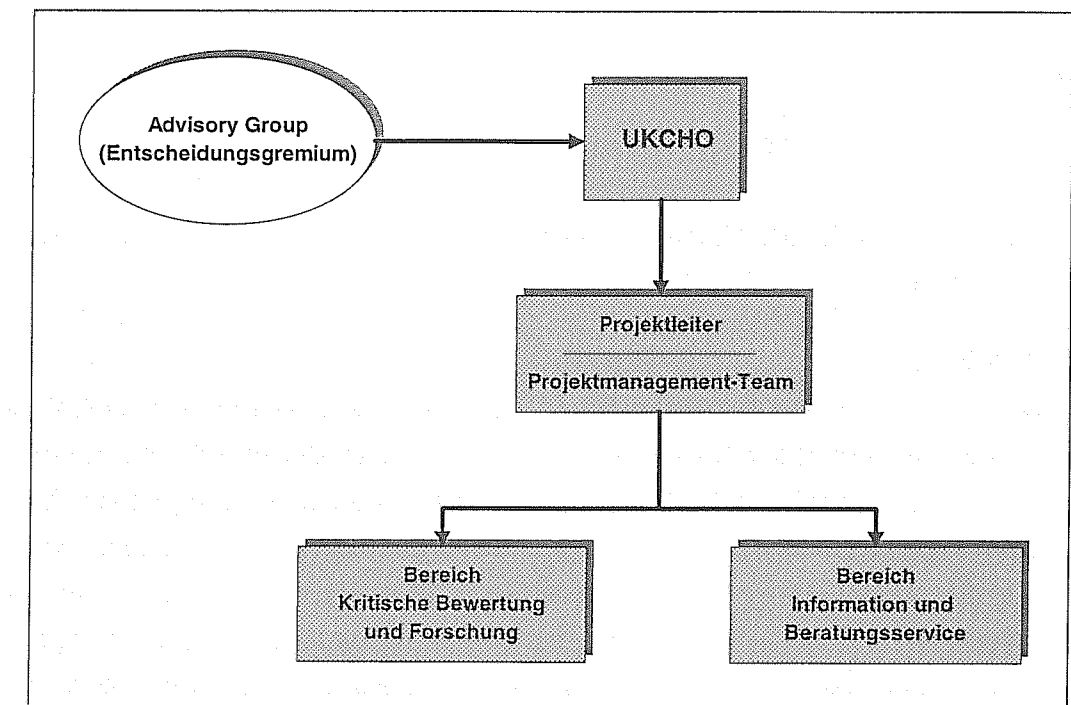 Advisory Group
(Entscheidungsgremium)
UKCHO
Projektleiter
Projektmanagement-Team
Bereich
Kritische Bewertung
und Forschung
Bereich
Information und
Beratungsservice